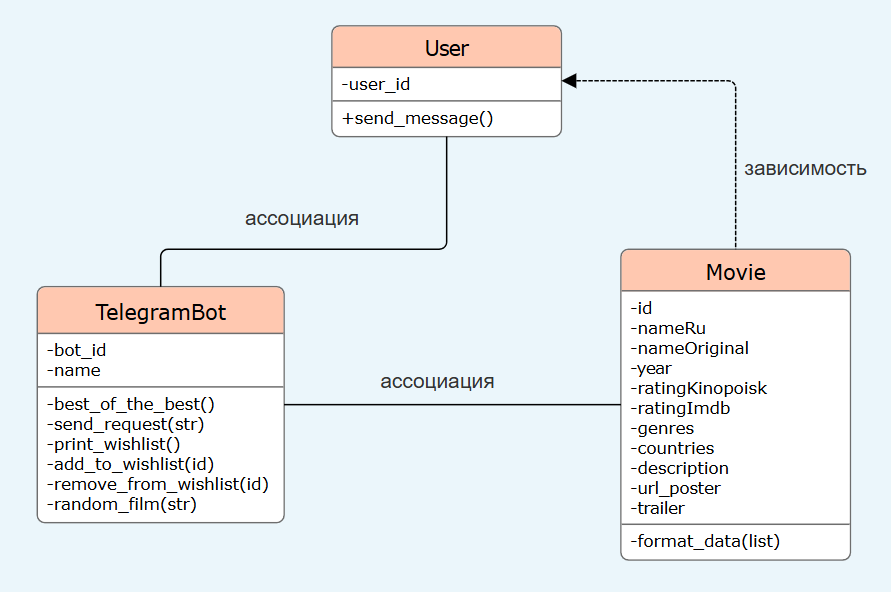 User
-user_id
+send_message()
зависимость
ассоциация
TelegramBot
-bot_id
-name
-best_of_the_best()
-send_request(str)
-print_wishlist()
-add_to_wishlist(id)
-remove_from_wishlist(id)
-random_film(str)
ассоциация
Movie
-id
-nameRu
-nameOriginal
-year
-ratingKinopoisk
-ratingImdb
-genres
-countries
-description
-url_poster
-trailer
-format_data(list)